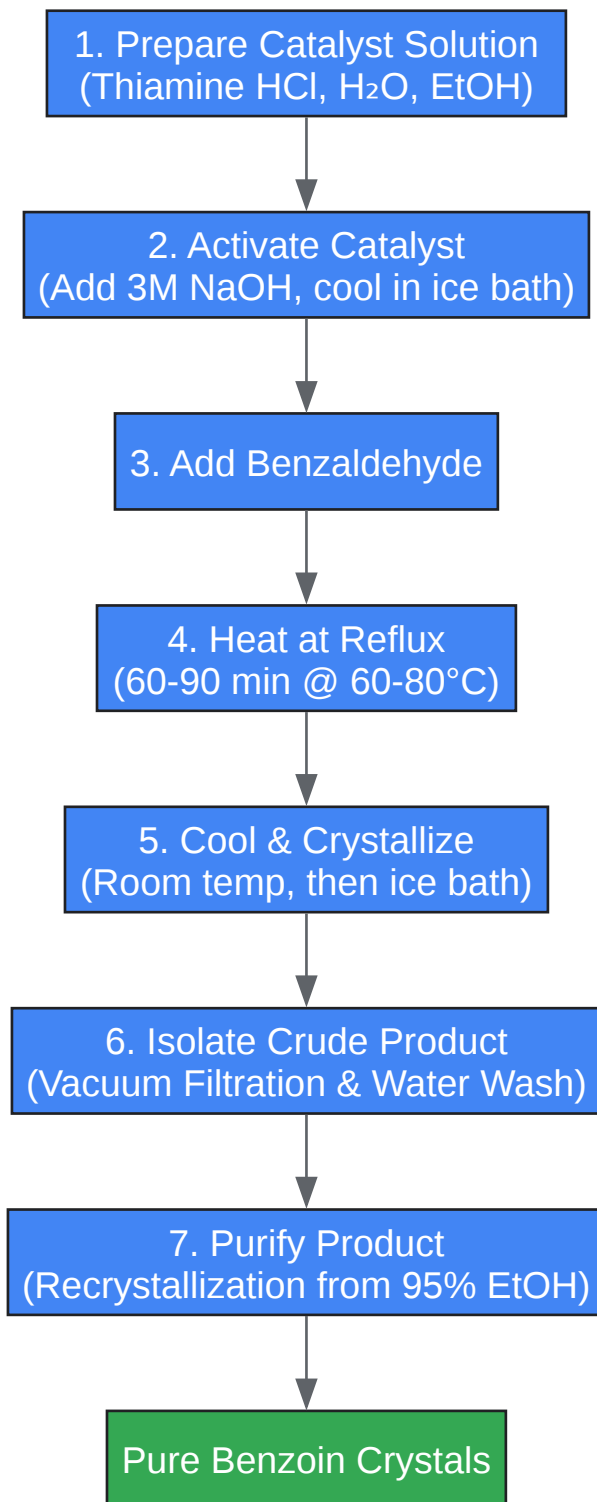 1. Prepare Catalyst Solution
(Thiamine HCl, H₂O, EtOH)
2. Activate Catalyst
(Add 3M NaOH, cool in ice bath)
3. Add Benzaldehyde
4. Heat at Reflux
(60-90 min @ 60-80°C)
5. Cool & Crystallize
(Room temp, then ice bath)
6. Isolate Crude Product
(Vacuum Filtration & Water Wash)
7. Purify Product
(Recrystallization from 95% EtOH)
Pure Benzoin Crystals